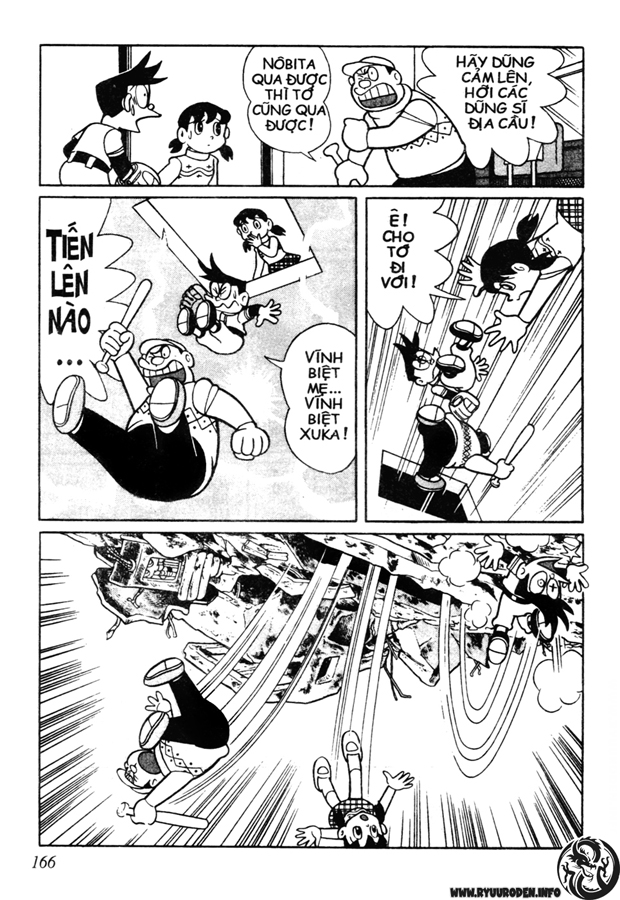 NÔBITA
QUA ĐƯỢC
THÌ TỚ
CŨNG QUA
ĐƯỢC!
HÃY DŨNG
CẢM LÊN,
HỠI CÁC
DŨNG SĨ
ĐỊA CẦU!
TIẾN
LÊN
NÀO
...
VĨNH
BIỆT
MẸ...
VĨNH
BIỆT
XUKA!
Ê!
CHO
TỚ
ĐI
VỚI!
166
WWW.RYUURODEN.INFO